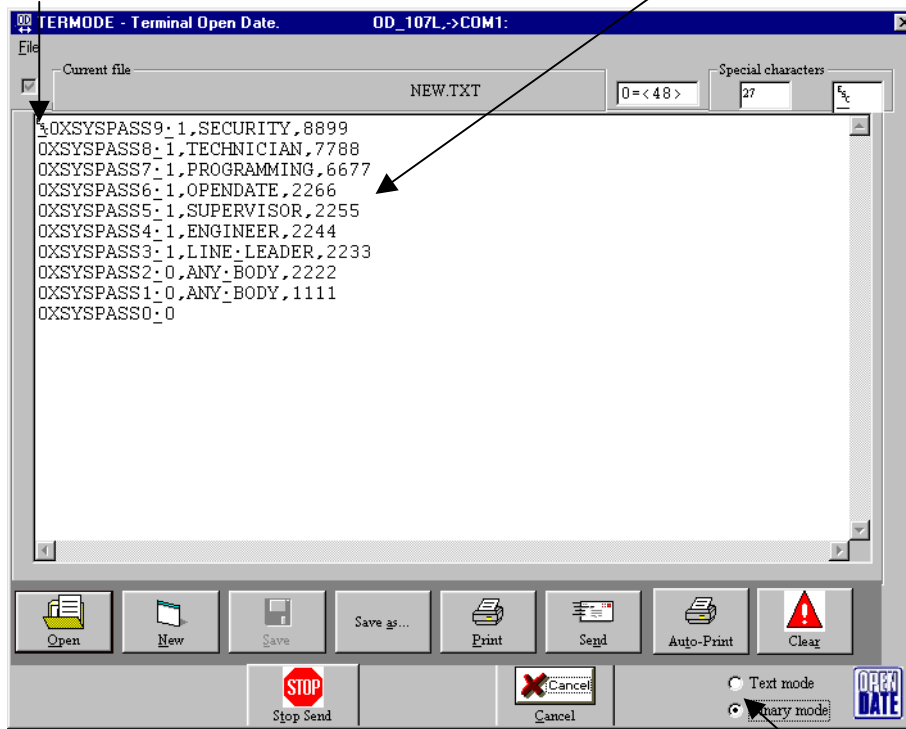 TERMODE - Terminal Open Date. OD_107L,->COM1:
File
Current file
NEW.TXT
0=<48>
Special characters
27
ESC
ESC0XSYSPASS9·1,SECURITY,8899
0XSYSPASS8·1,TECHNICIAN,7788
0XSYSPASS7·1,PROGRAMMING,6677
0XSYSPASS6·1,OPENDATE,2266
0XSYSPASS5·1,SUPERVISOR,2255
0XSYSPASS4·1,ENGINEER,2244
0XSYSPASS3·1,LINE·LEADER,2233
0XSYSPASS2·0,ANY·BODY,2222
0XSYSPASS1·0,ANY·BODY,1111
0XSYSPASS0·0
Open
New
Save
Save as...
Print
Send
Auto-Print
Clear
STOP
Stop Send
Cancel
Cancel
Text mode
Binary mode
OPEN
DATE